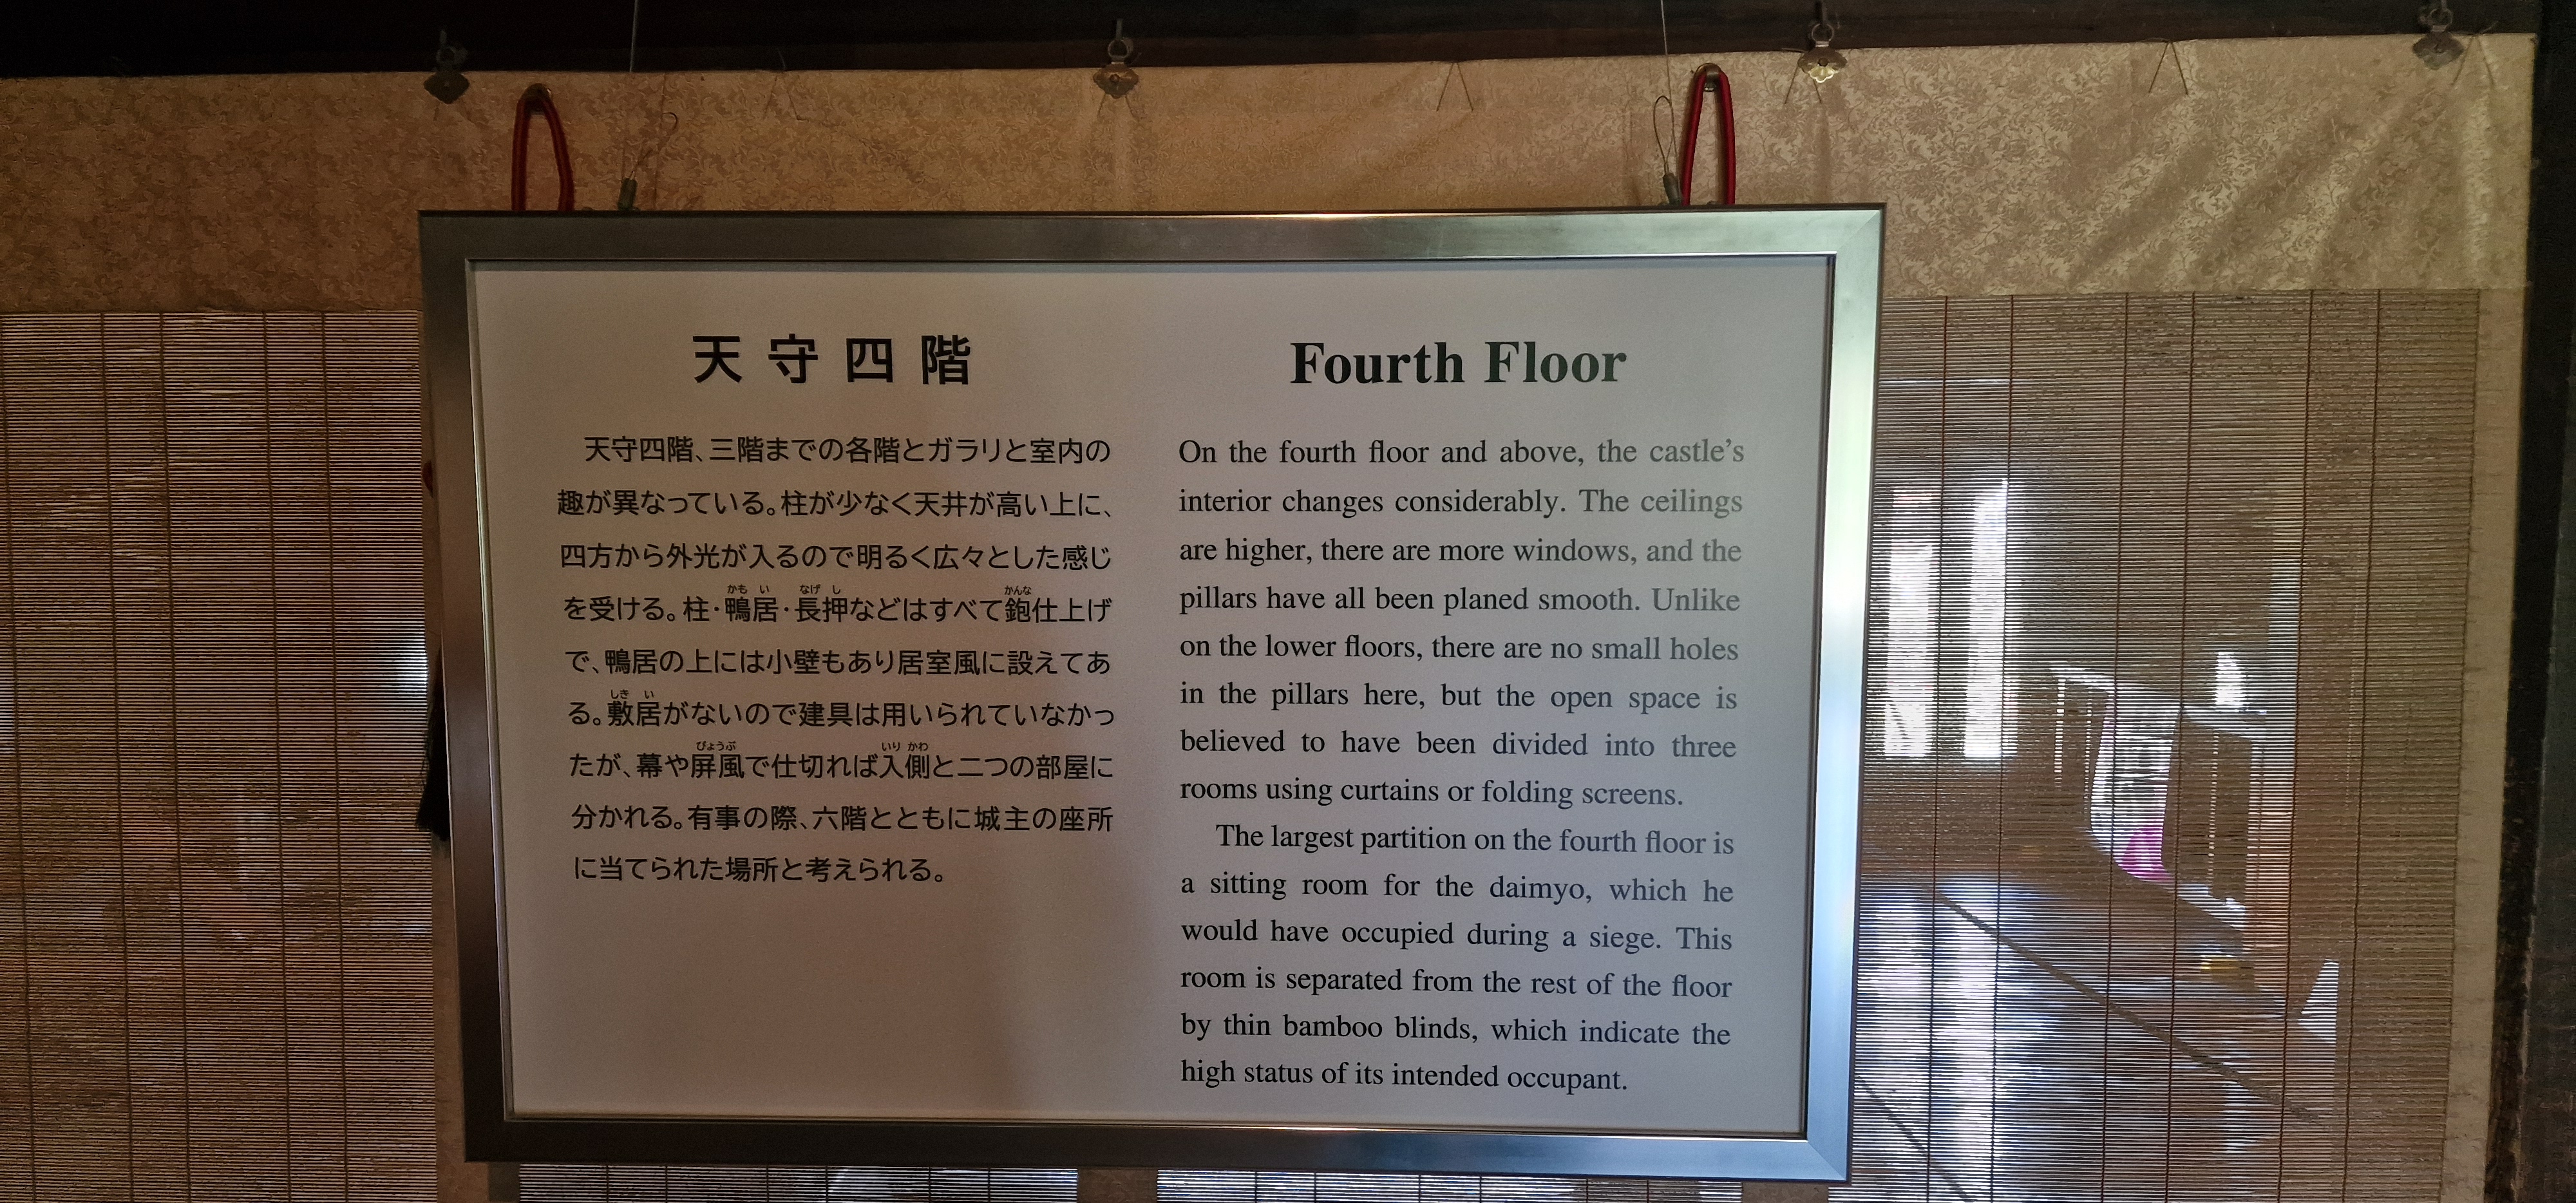 天守四階
天守四階、三階までの各階とガラリと室内の
趣が異なっている。柱が少なく天井が高い上に、
四方から外光が入るので明るく広々とした感じ
かも い なげ し かんな
を受ける。柱・鴨居・長押などはすべて鉋仕上げ
で、鴨居の上には小壁もあり居室風に設えてあ
しき い
る。敷居がないので建具は用いられていなかっ
びょうぶ いり かわ
たが、幕や屏風で仕切れば入側と二つの部屋に
分かれる。有事の際、六階とともに城主の座所
に当てられた場所と考えられる。
Fourth Floor
On the fourth floor and above, the castle's
interior changes considerably. The ceilings
are higher, there are more windows, and the
pillars have all been planed smooth. Unlike
on the lower floors, there are no small holes
in the pillars here, but the open space is
believed to have been divided into three
rooms using curtains or folding screens.
The largest partition on the fourth floor is
a sitting room for the daimyo, which he
would have occupied during a siege. This
room is separated from the rest of the floor
by thin bamboo blinds, which indicate the
high status of its intended occupant.